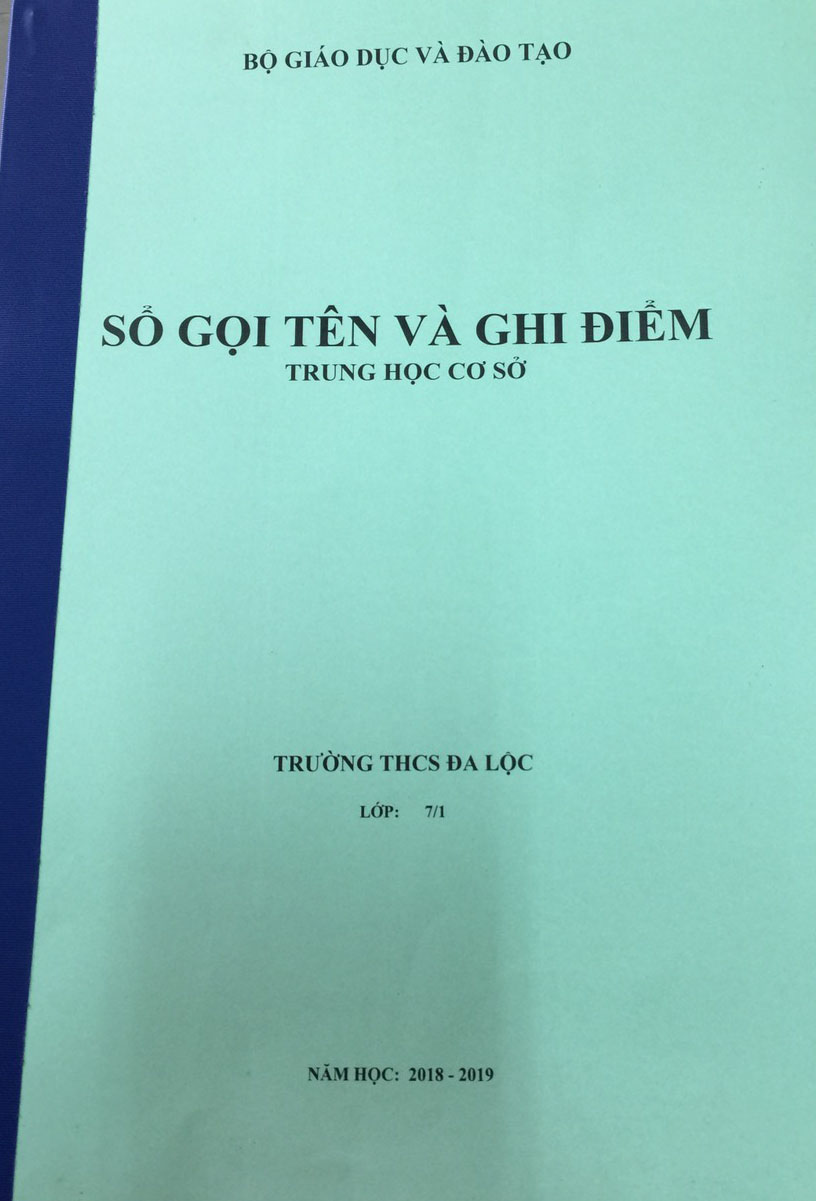 BỘ GIÁO DỤC VÀ ĐÀO TẠO
SỔ GỌI TÊN VÀ GHI ĐIỂM
TRUNG HỌC CƠ SỞ
TRƯỜNG THCS ĐA LỘC
LỚP: 7/1
NĂM HỌC: 2018 - 2019